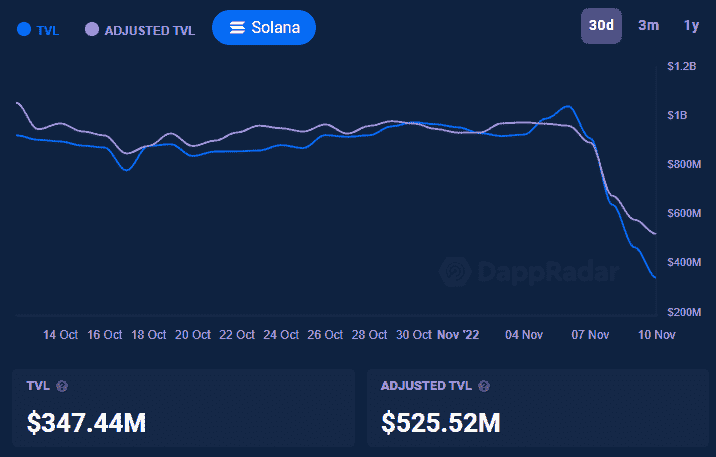 TVL ADJUSTED TVL Solana 30d 3m 1y
$1.2B
$1B
$800M
$600M
$400M
$200M
DappRadar
14 Oct 16 Oct 18 Oct 20 Oct 22 Oct 24 Oct 26 Oct 28 Oct 30 Oct Nov '22 04 Nov 07 Nov 10 Nov
TVL ?
$347.44M
ADJUSTED TVL ?
$525.52M